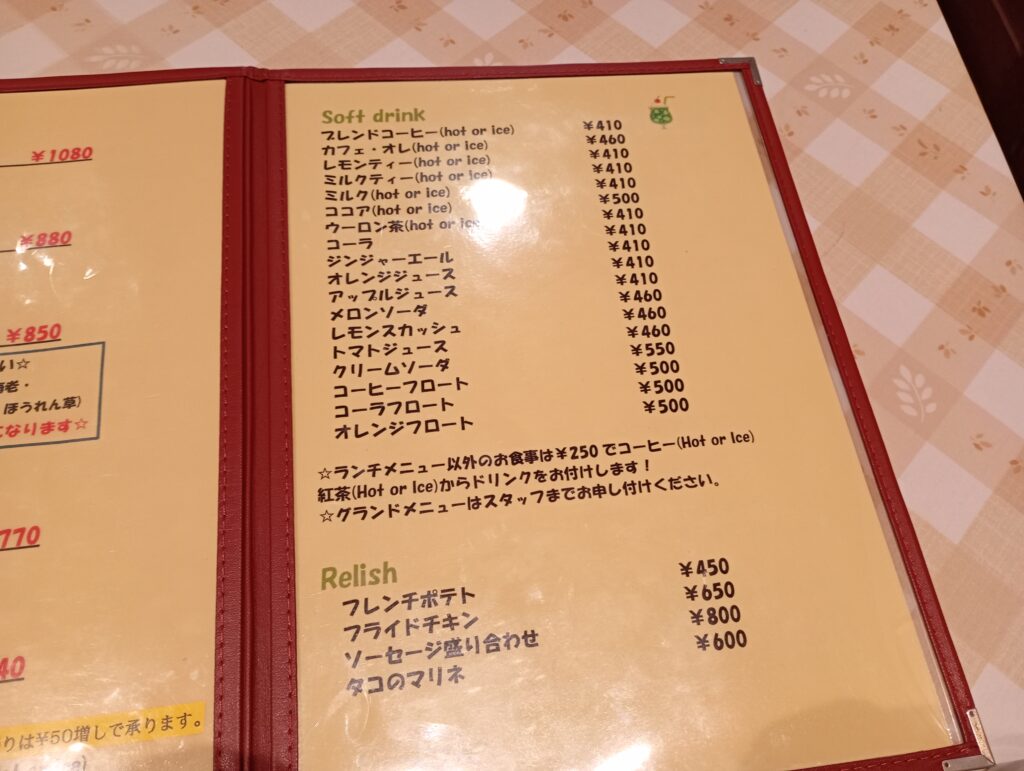 ¥1080
¥880
¥850
い☆
海老・
ほうれん草)
になります☆
770
40
りは¥50増しで承ります。
Soft drink
ブレンドコーヒー(hot or ice) ¥410
カフェ・オレ(hot or ice) ¥460
レモンティー(hot or ice) ¥410
ミルクティー(hot or ice) ¥410
ミルク(hot or ice) ¥410
ココア(hot or ice) ¥500
ウーロン茶(hot or ice ¥410
コーラ ¥410
ジンジャーエール ¥410
オレンジジュース ¥410
アップルジュース ¥410
メロンソーダ ¥460
レモンスカッシュ ¥460
トマトジュース ¥460
クリームソーダ ¥550
コーヒーフロート ¥500
コーラフロート ¥500
オレンジフロート ¥500
☆ランチメニュー以外のお食事は¥250でコーヒー(Hot or Ice)
紅茶(Hot or Ice)からドリンクをお付けします!
☆グランドメニューはスタッフまでお申し付けください。
Relish
フレンチポテト ¥450
フライドチキン ¥650
ソーセージ盛り合わせ ¥800
タコのマリネ ¥600